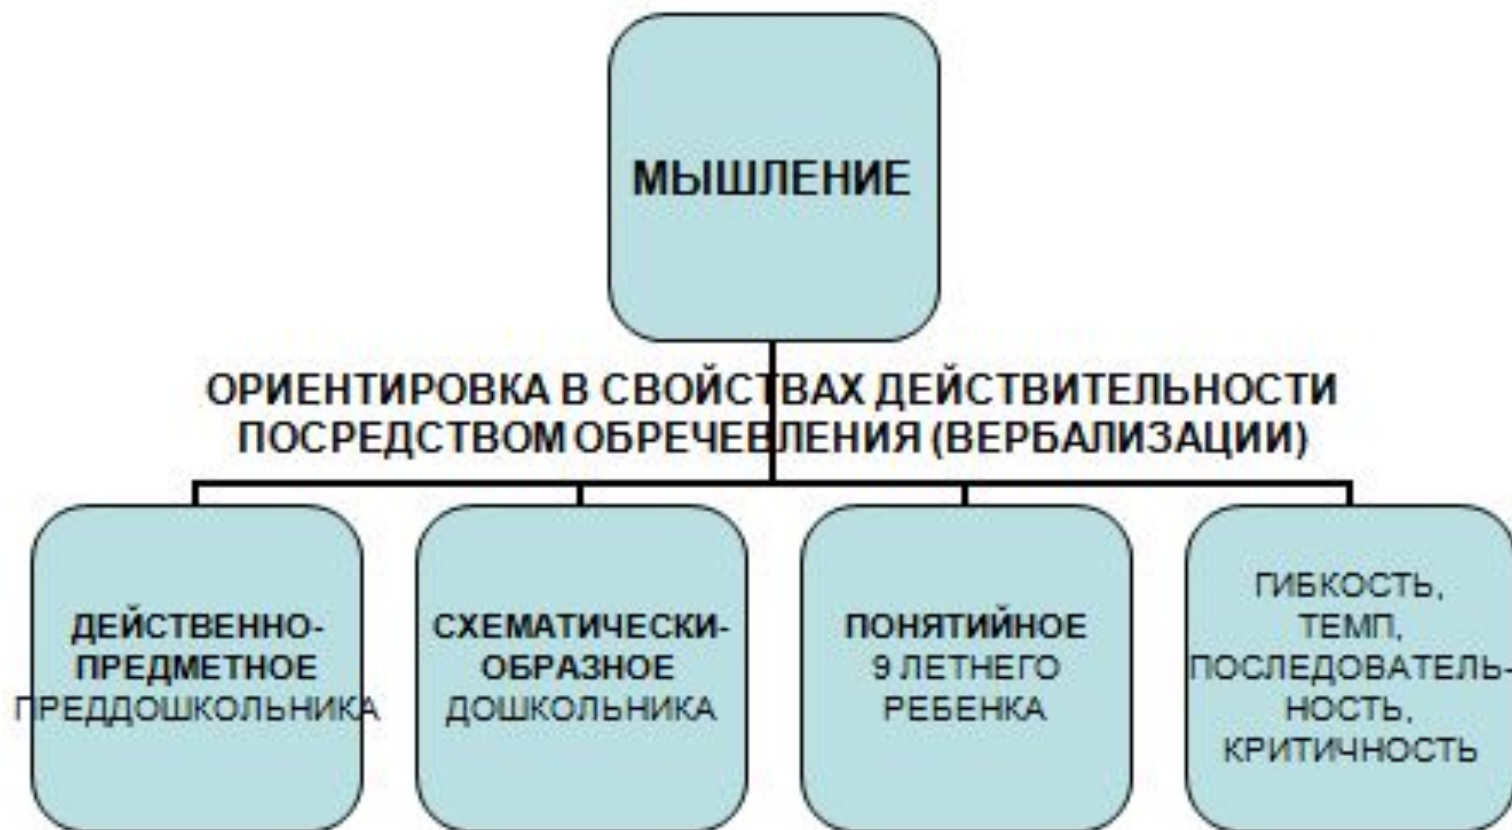 МЫШЛЕНИЕ
ОРИЕНТИРОВКА В СВОЙСТВАХ ДЕЙСТВИТЕЛЬНОСТИ
ПОСРЕДСТВОМ ОБРЕЧЕВЛЕНИЯ (ВЕРБАЛИЗАЦИИ)
ДЕЙСТВЕННО-
ПРЕДМЕТНОЕ
ПРЕДДОШКОЛЬНИКА
СХЕМАТИЧЕСКИ-
ОБРАЗНОЕ
ДОШКОЛЬНИКА
ПОНЯТИЙНОЕ
9 ЛЕТНЕГО
РЕБЕНКА
ГИБКОСТЬ,
ТЕМП,
ПОСЛЕДОВАТЕЛЬ-
НОСТЬ,
КРИТИЧНОСТЬ